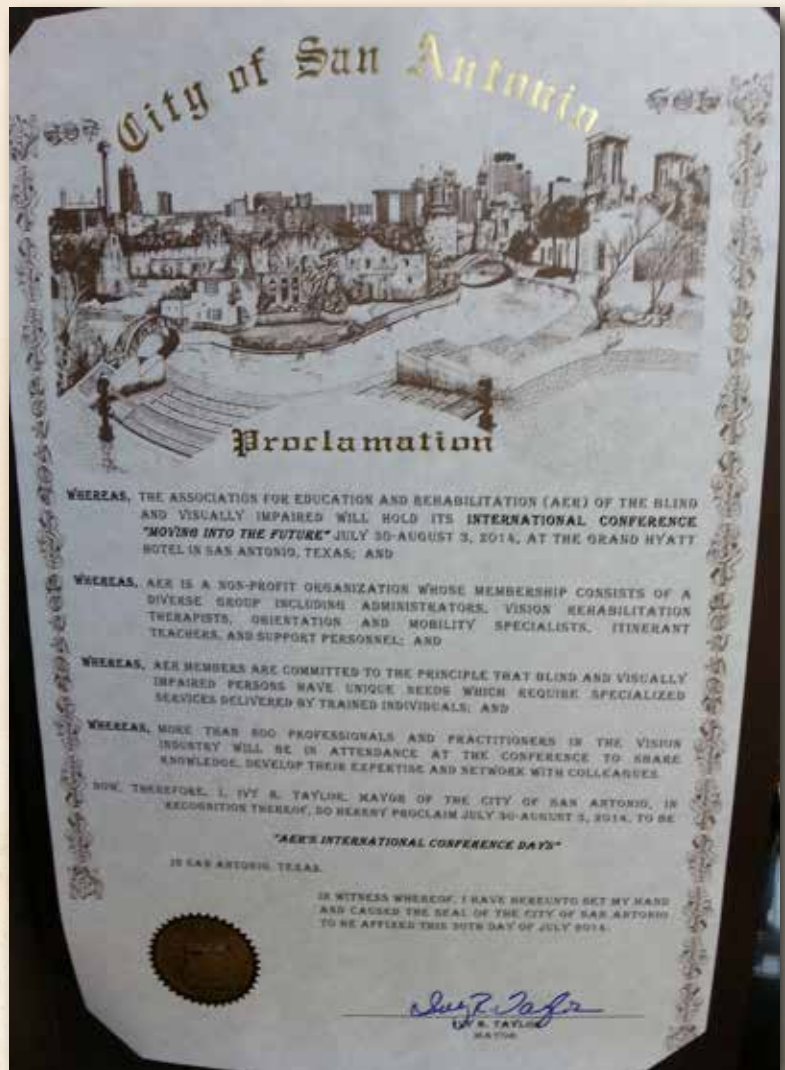 City of San Antonio
Proclamation
WHEREAS, THE ASSOCIATION FOR EDUCATION AND REHABILITATION (AER) OF THE BLIND
AND VISUALLY IMPAIRED WILL HOLD ITS INTERNATIONAL CONFERENCE
"MOVING INTO THE FUTURE" JULY 30-AUGUST 3, 2014, AT THE GRAND HYATT
HOTEL IN SAN ANTONIO, TEXAS; AND
WHEREAS, AER IS A NON-PROFIT ORGANIZATION WHOSE MEMBERSHIP CONSISTS OF A
DIVERSE GROUP INCLUDING ADMINISTRATORS, VISION REHABILITATION
THERAPISTS, ORIENTATION AND MOBILITY SPECIALISTS, ITINERANT
TEACHERS, AND SUPPORT PERSONNEL; AND
WHEREAS, AER MEMBERS ARE COMMITTED TO THE PRINCIPLE THAT BLIND AND VISUALLY
IMPAIRED PERSONS HAVE UNIQUE NEEDS WHICH REQUIRE SPECIALIZED
SERVICES DELIVERED BY TRAINED INDIVIDUALS; AND
WHEREAS, MORE THAN 800 PROFESSIONALS AND PRACTITIONERS IN THE VISION
INDUSTRY WILL BE IN ATTENDANCE AT THE CONFERENCE TO SHARE
KNOWLEDGE, DEVELOP THEIR EXPERTISE AND NETWORK WITH COLLEAGUES.
NOW, THEREFORE, I, IVY R. TAYLOR, MAYOR OF THE CITY OF SAN ANTONIO, IN
RECOGNITION THEREOF, DO HEREBY PROCLAIM JULY 30-AUGUST 3, 2014, TO BE
"AER'S INTERNATIONAL CONFERENCE DAYS"
IN SAN ANTONIO, TEXAS.
IN WITNESS WHEREOF, I HAVE HEREUNTO SET MY HAND
AND CAUSED THE SEAL OF THE CITY OF SAN ANTONIO
TO BE AFFIXED THIS 30TH DAY OF JULY 2014.
Ivy R. Taylor
IVY R. TAYLOR
MAYOR